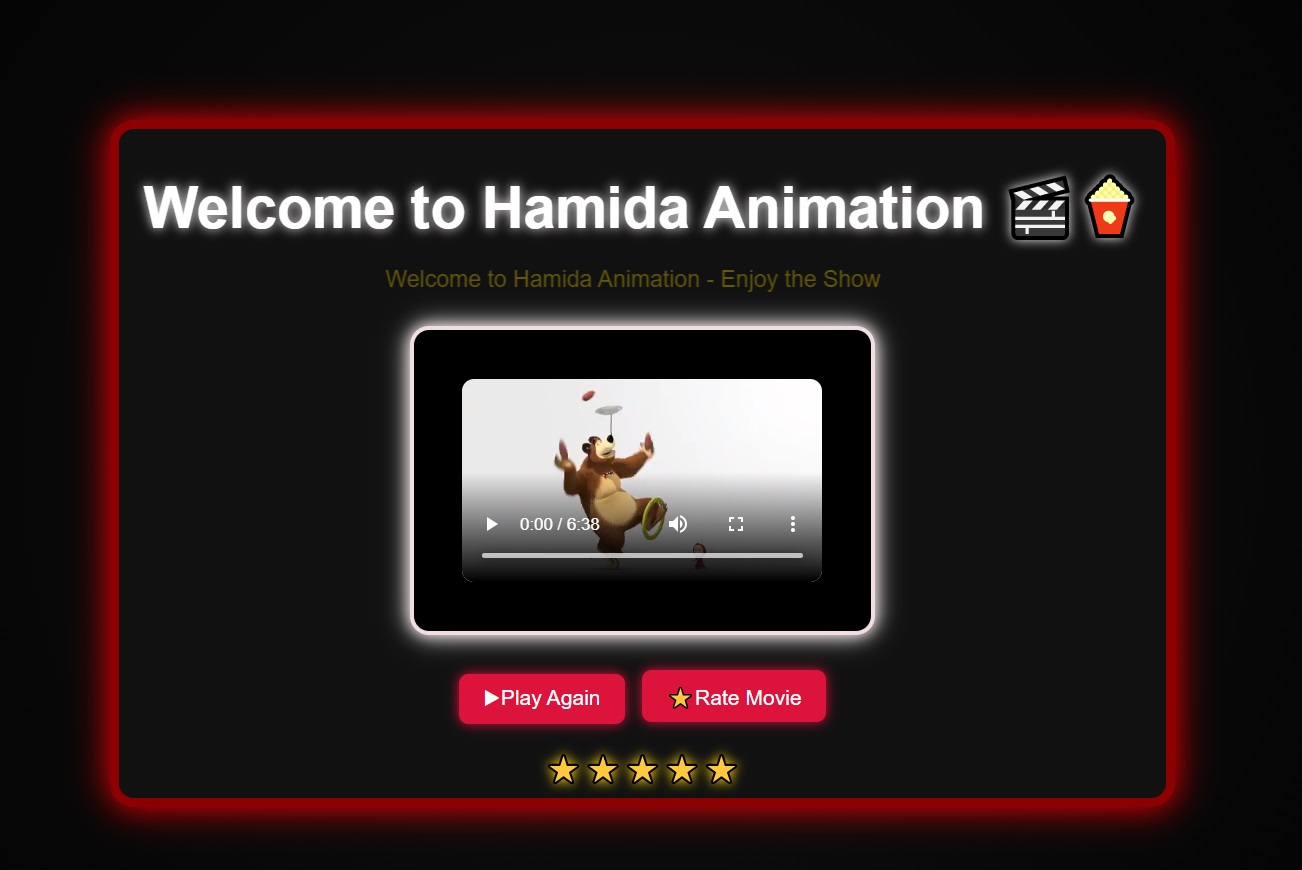 Welcome to Hamida Animation 🎬🍿
Welcome to Hamida Animation - Enjoy the Show
0:00 / 6:38
▶Play Again
⭐Rate Movie
⭐⭐⭐⭐⭐